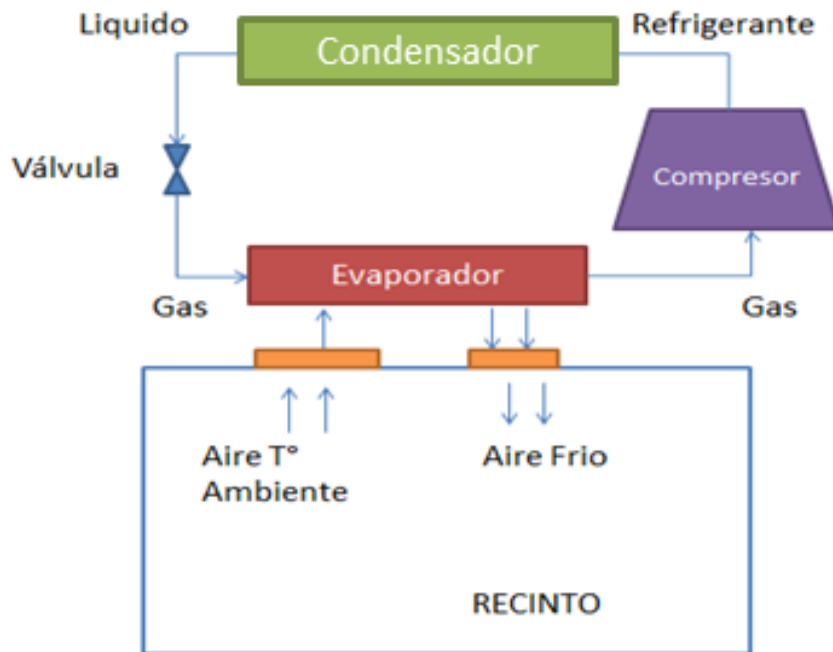 Liquido
Condensador
Refrigerante
Válvula
Compresor
Evaporador
Gas
Gas
Aire T°
Ambiente
Aire Frio
RECINTO